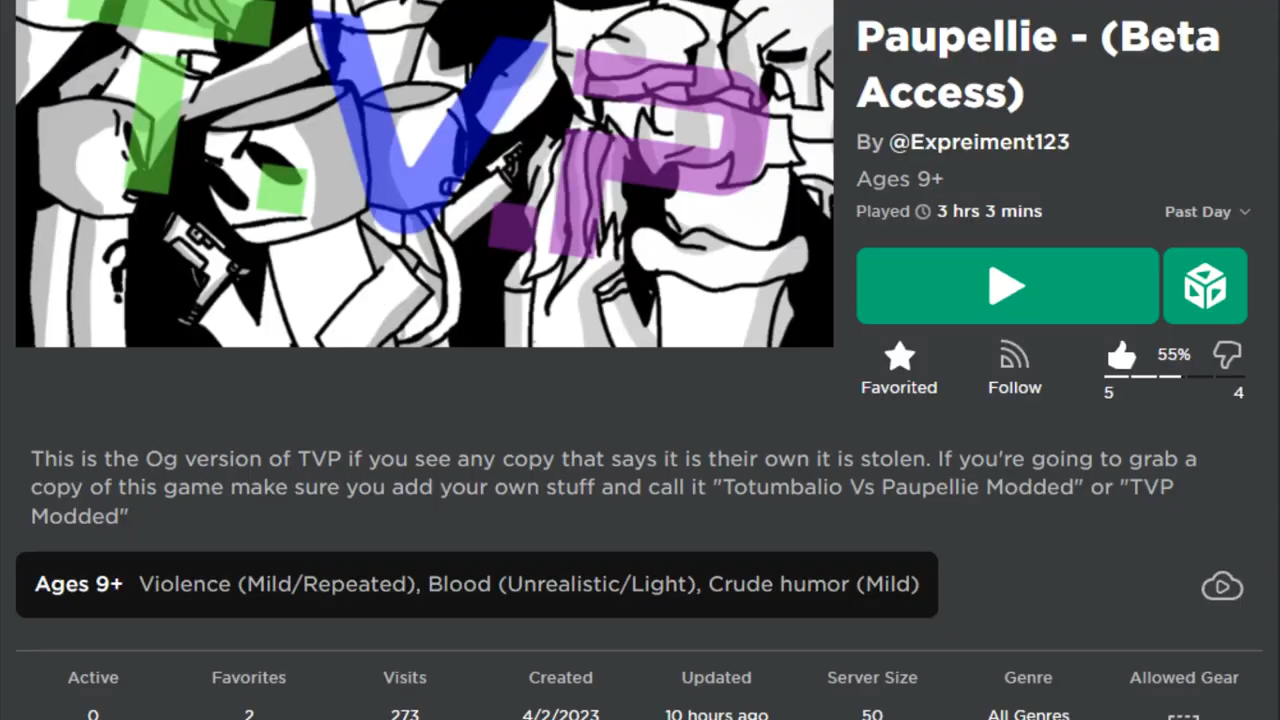 T.V.P
Paupellie - (Beta
Access)
By @Expreiment123
Ages 9+
Played 3 hrs 3 mins
Past Day
Favorited
Follow
55%
5
4
This is the Og version of TVP if you see any copy that says it is their own it is stolen. If you're going to grab a
copy of this game make sure you add your own stuff and call it "Totumbalio Vs Paupellie Modded" or "TVP
Modded"
Ages 9+ Violence (Mild/Repeated), Blood (Unrealistic/Light), Crude humor (Mild)
Active Favorites Visits Created Updated Server Size Genre Allowed Gear
0 2 273 4/2/2023 10 hours ago 50 All Genres